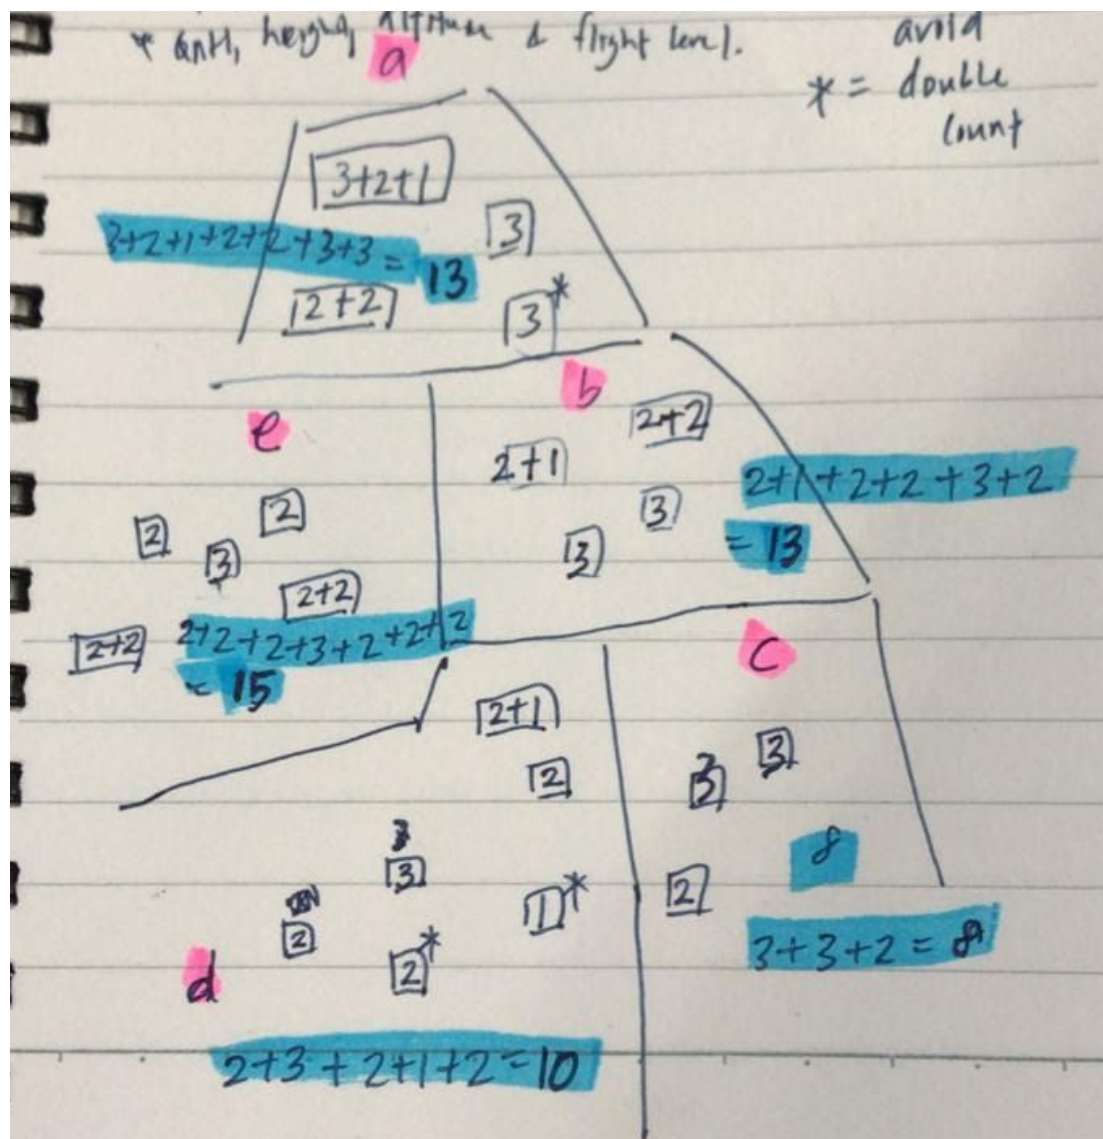 * QNH, height, altitude & flight level.
avoid
* = double
count
a
3+2+1
3
3+2+1+2+2+3+3 = 13
2+2
3*
b
e
2+2
2+1
2+1+2+2+3+2
3
2
2
3
3
= 13
2+2
2+2
2+2+2+3+2+2+2
= 15
c
2+1
3
2
3
3
8
2
1*
2
3+3+2=8
2*
d
2+3+2+1+2=10